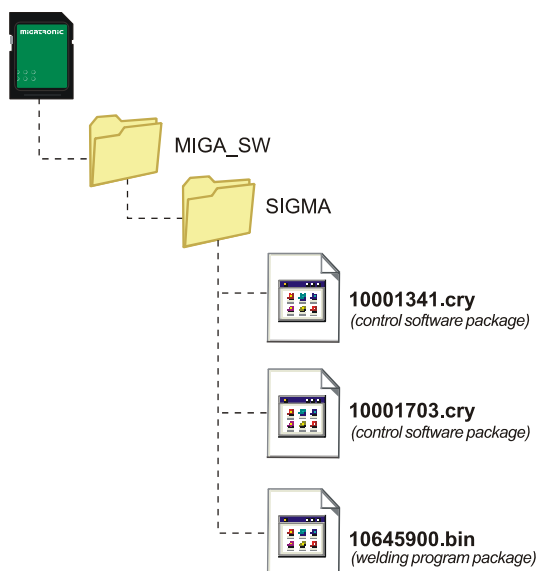 migatronic
MIGA_SW
SIGMA
10001341.cry
(control software package)
10001703.cry
(control software package)
10645900.bin
(welding program package)